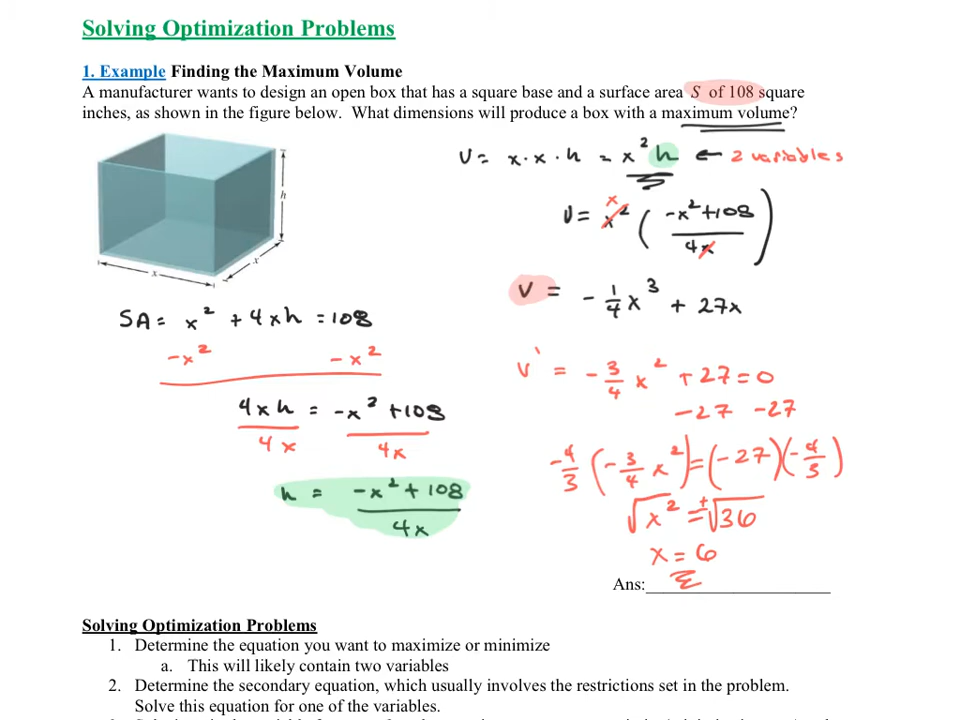 Solving Optimization Problems
1. Example Finding the Maximum Volume
A manufacturer wants to design an open box that has a square base and a surface area S of 108 square
inches, as shown in the figure below. What dimensions will produce a box with a maximum volume?
V = x · x · h = x² h ← 2 variables
h
x
x
V = x² x ( (-x² + 108) / 4x )
V = - 1/4 x³ + 27x
SA = x² + 4xh = 108
-x² -x²
4xh = -x² + 108
4x 4x
h = (-x² + 108) / 4x
V' = - 3/4 x² + 27 = 0
-27 -27
-4/3 (- 3/4 x²) = (-27)(-4/3)
√x² = ±√36
x = 6
Ans:
Solving Optimization Problems
1. Determine the equation you want to maximize or minimize
a. This will likely contain two variables
2. Determine the secondary equation, which usually involves the restrictions set in the problem.
Solve this equation for one of the variables.